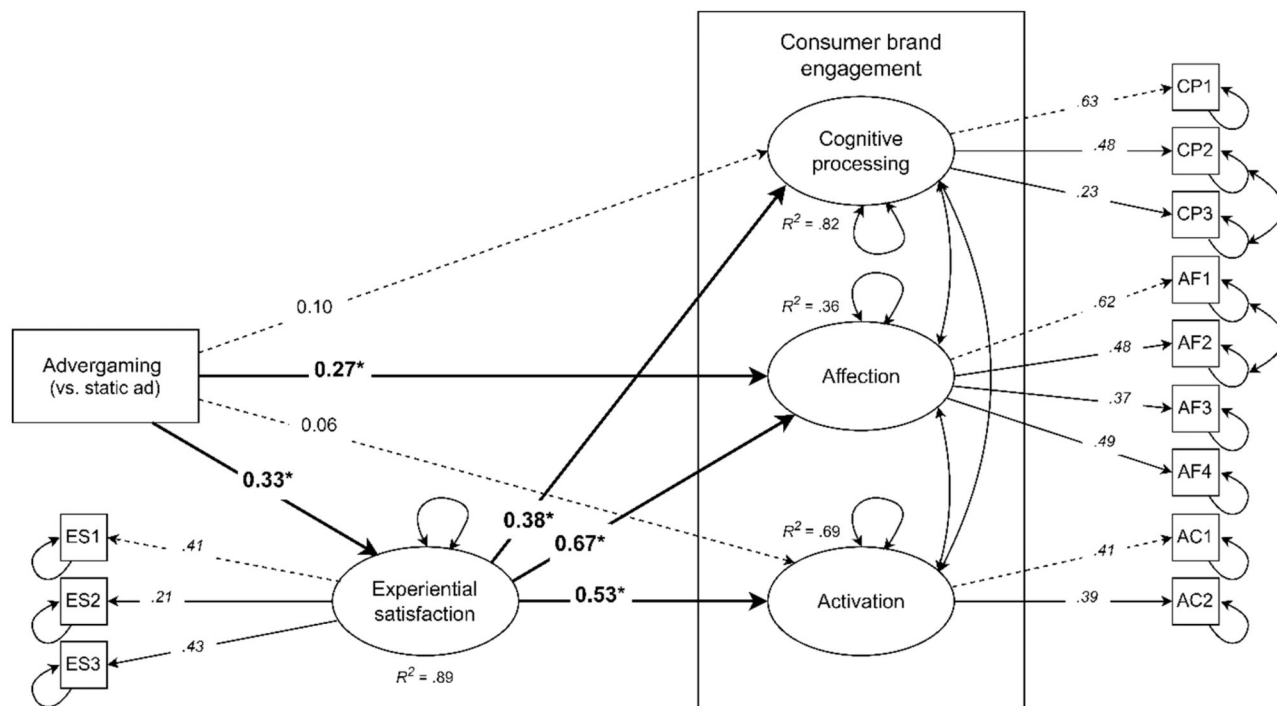 Consumer brand
engagement
CP1
.63
Cognitive
processing
.48
CP2
.23
CP3
R² = .82
AF1
R² = .36
.62
0.10
Advergaming
(vs. static ad)
0.27*
Affection
.48
AF2
.37
AF3
0.06
.49
AF4
0.33*
0.38*
R² = .69
ES1
.41
0.67*
.41
AC1
ES2
.21
Experiential
satisfaction
0.53*
Activation
.39
AC2
ES3
.43
R² = .89